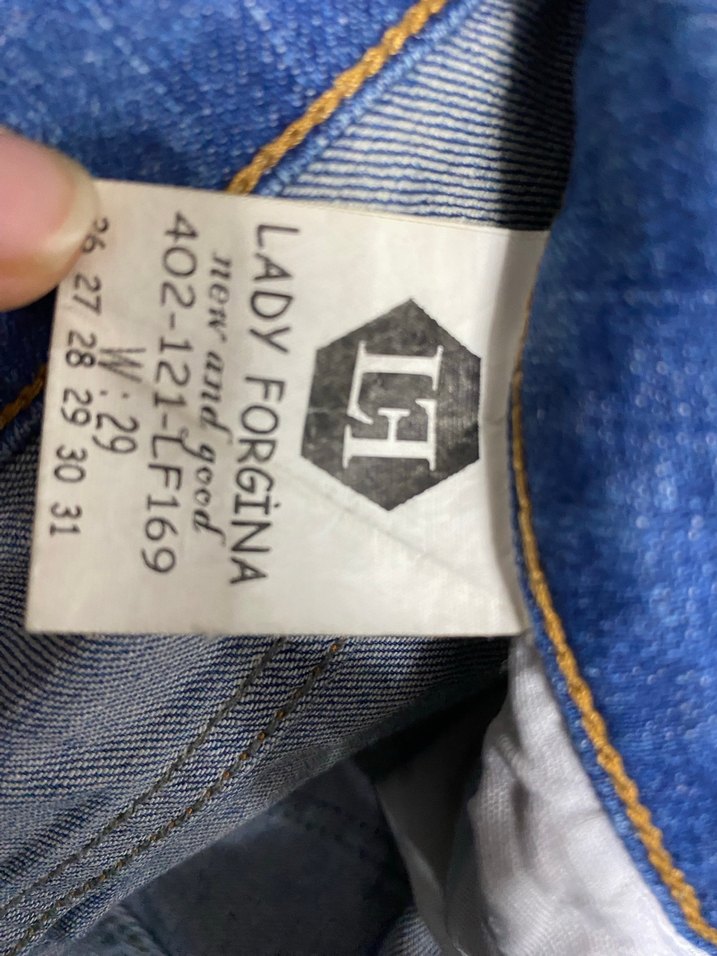 LF
LADY FORGİNA
new and good
402-121-LF169
W:29
26 27 28 29 30 31